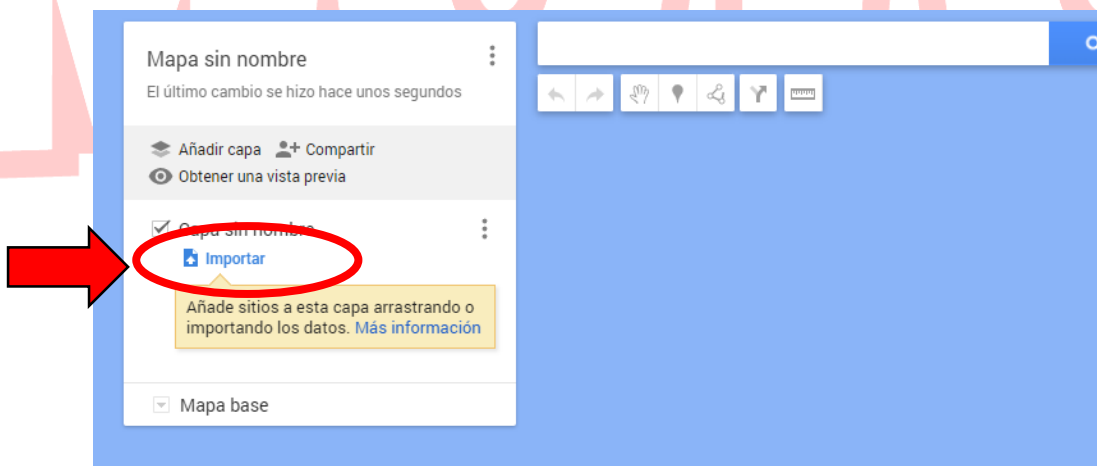 Mapa sin nombre
El último cambio se hizo hace unos segundos
Añadir capa Compartir
Obtener una vista previa
Capa sin nombre
Importar
Añade sitios a esta capa arrastrando o
importando los datos. Más información
Mapa base